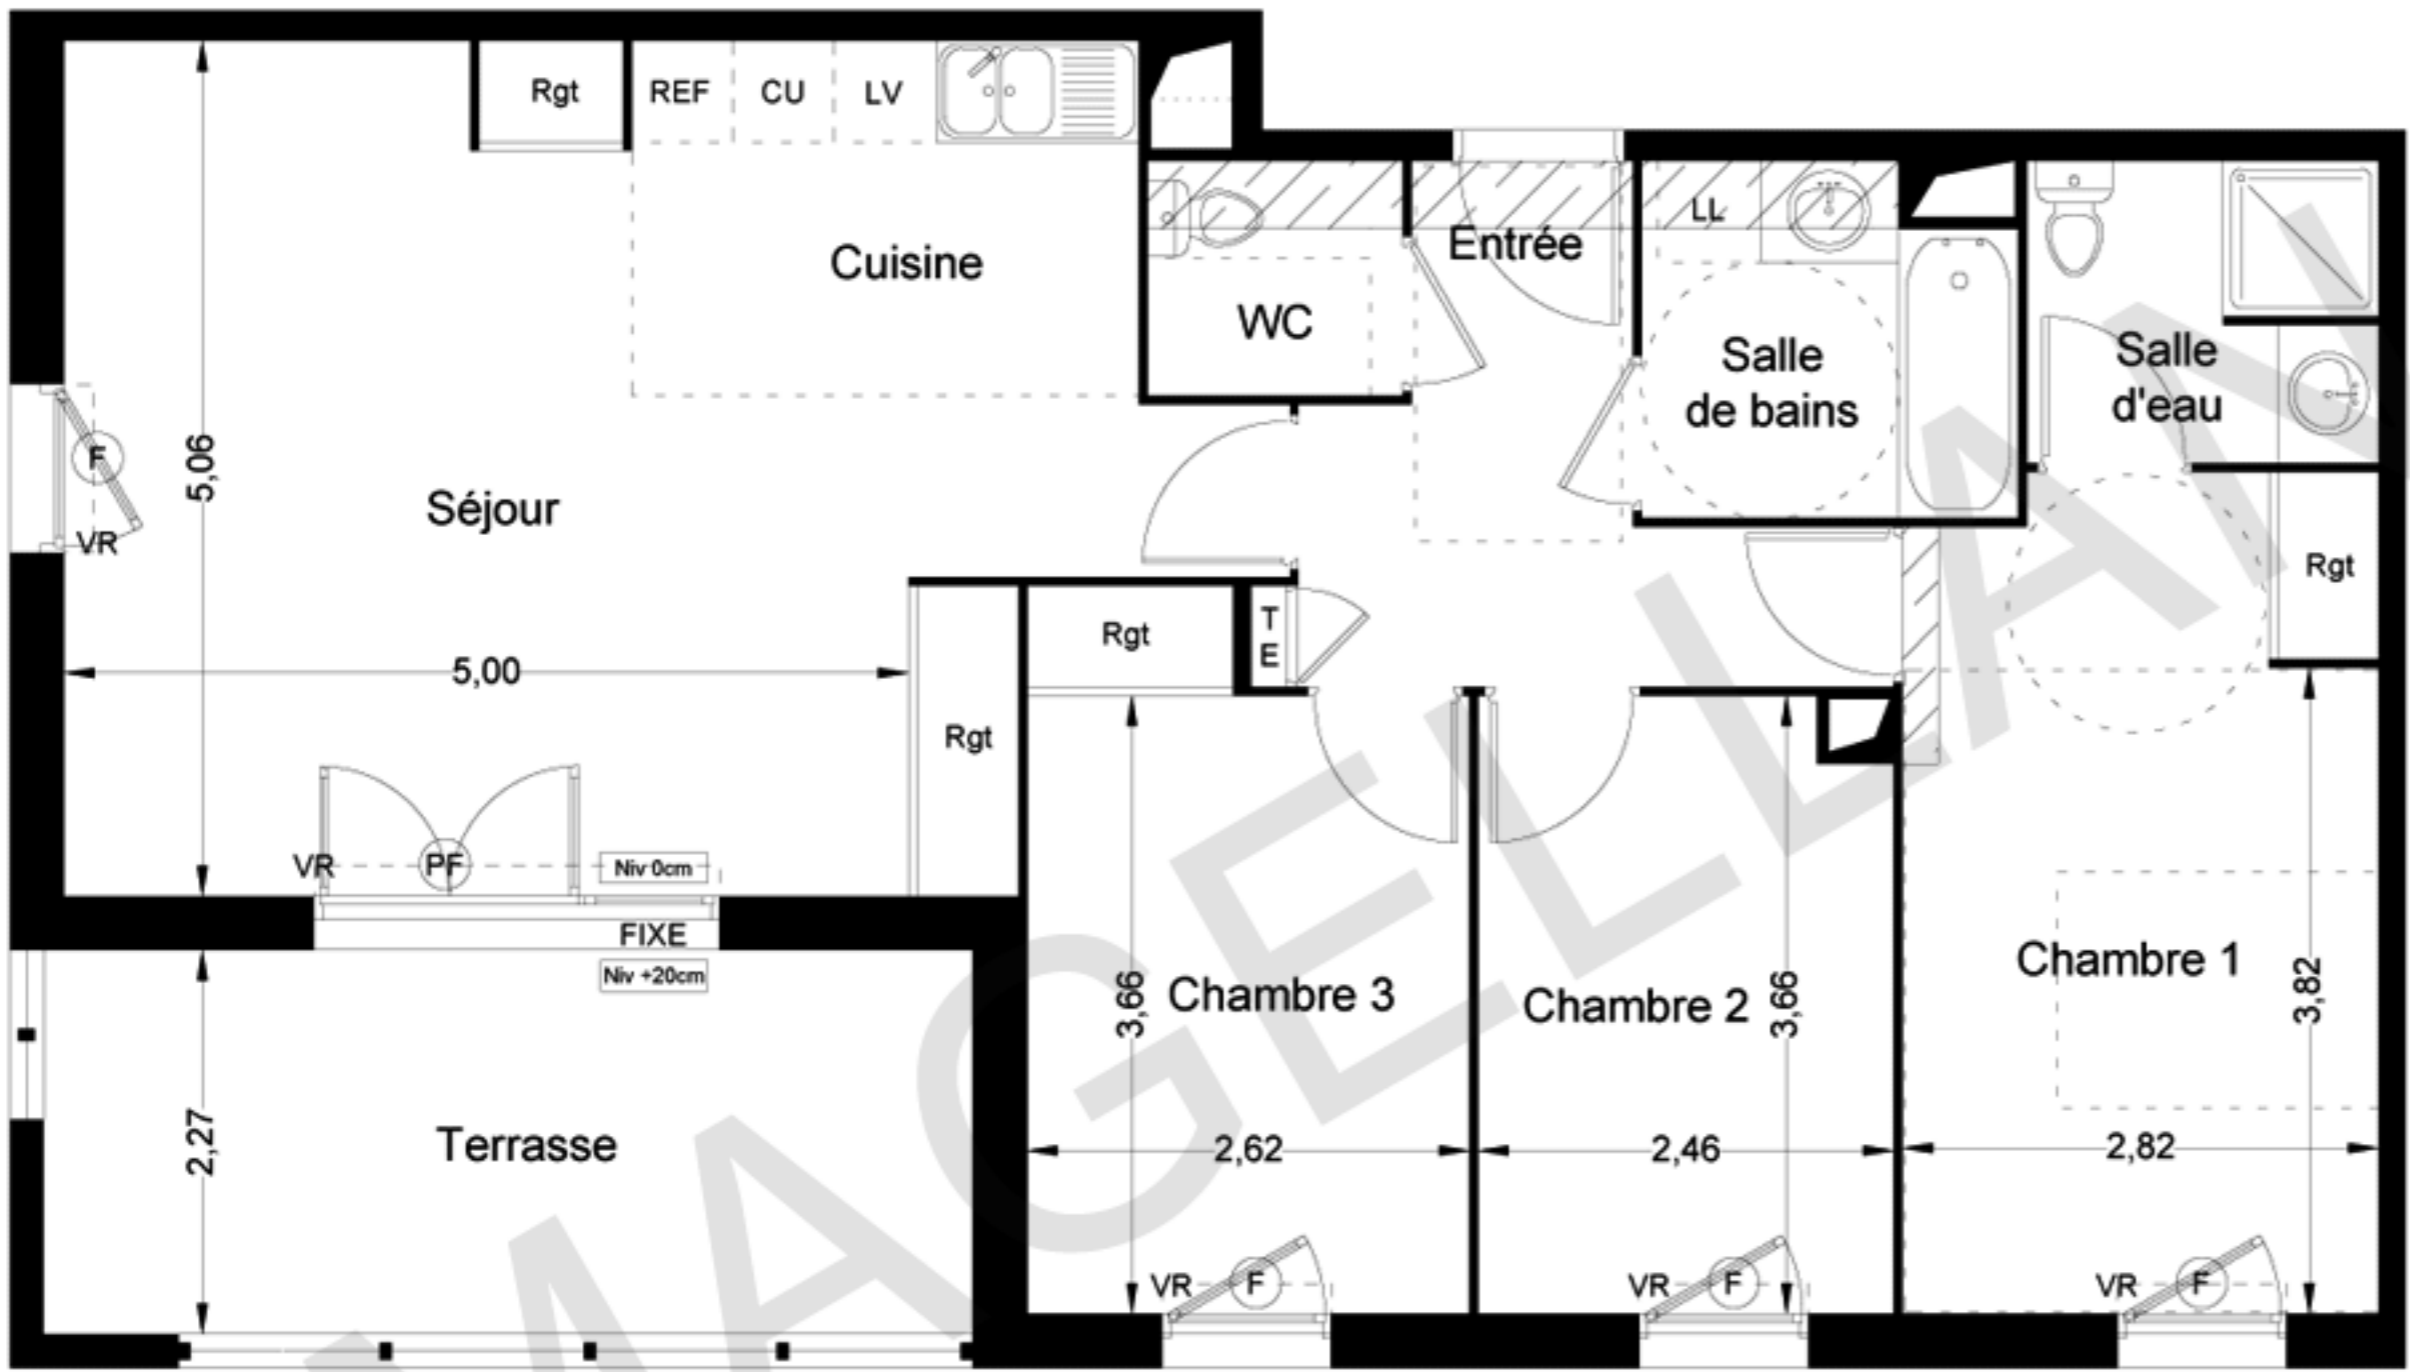 Rgt
REF
CU
LV
Cuisine
WC
Entrée
LL
Salle
de bains
Salle
d'eau
F
VR
5,06
Séjour
5,00
Rgt
T
E
Rgt
Rgt
VR
PF
Niv 0cm
FIXE
Niv +20cm
2,27
Terrasse
3,66
Chambre 3
2,62
VR
F
Chambre 2
3,66
2,46
VR
F
Chambre 1
3,82
2,82
VR
F
MAGELLAN